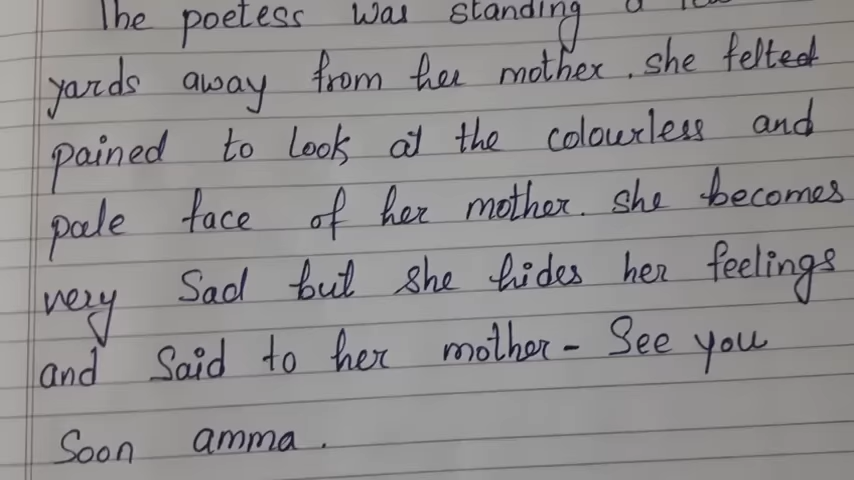 The poetess was standing a
yards away from her mother. she felted
pained to look at the colourless and
pale face of her mother. she becomes
very Sad but she hides her feelings
and Said to her mother - See you
Soon amma.